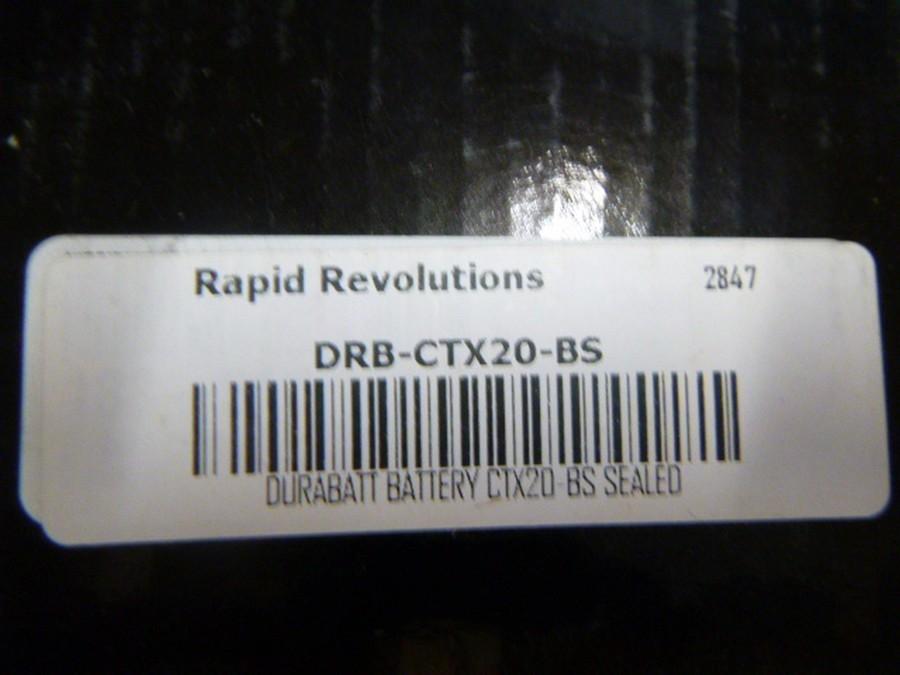 Rapid Revolutions 2847
DRB-CTX20-BS
DURABATT BATTERY CTX20-BS SEALED